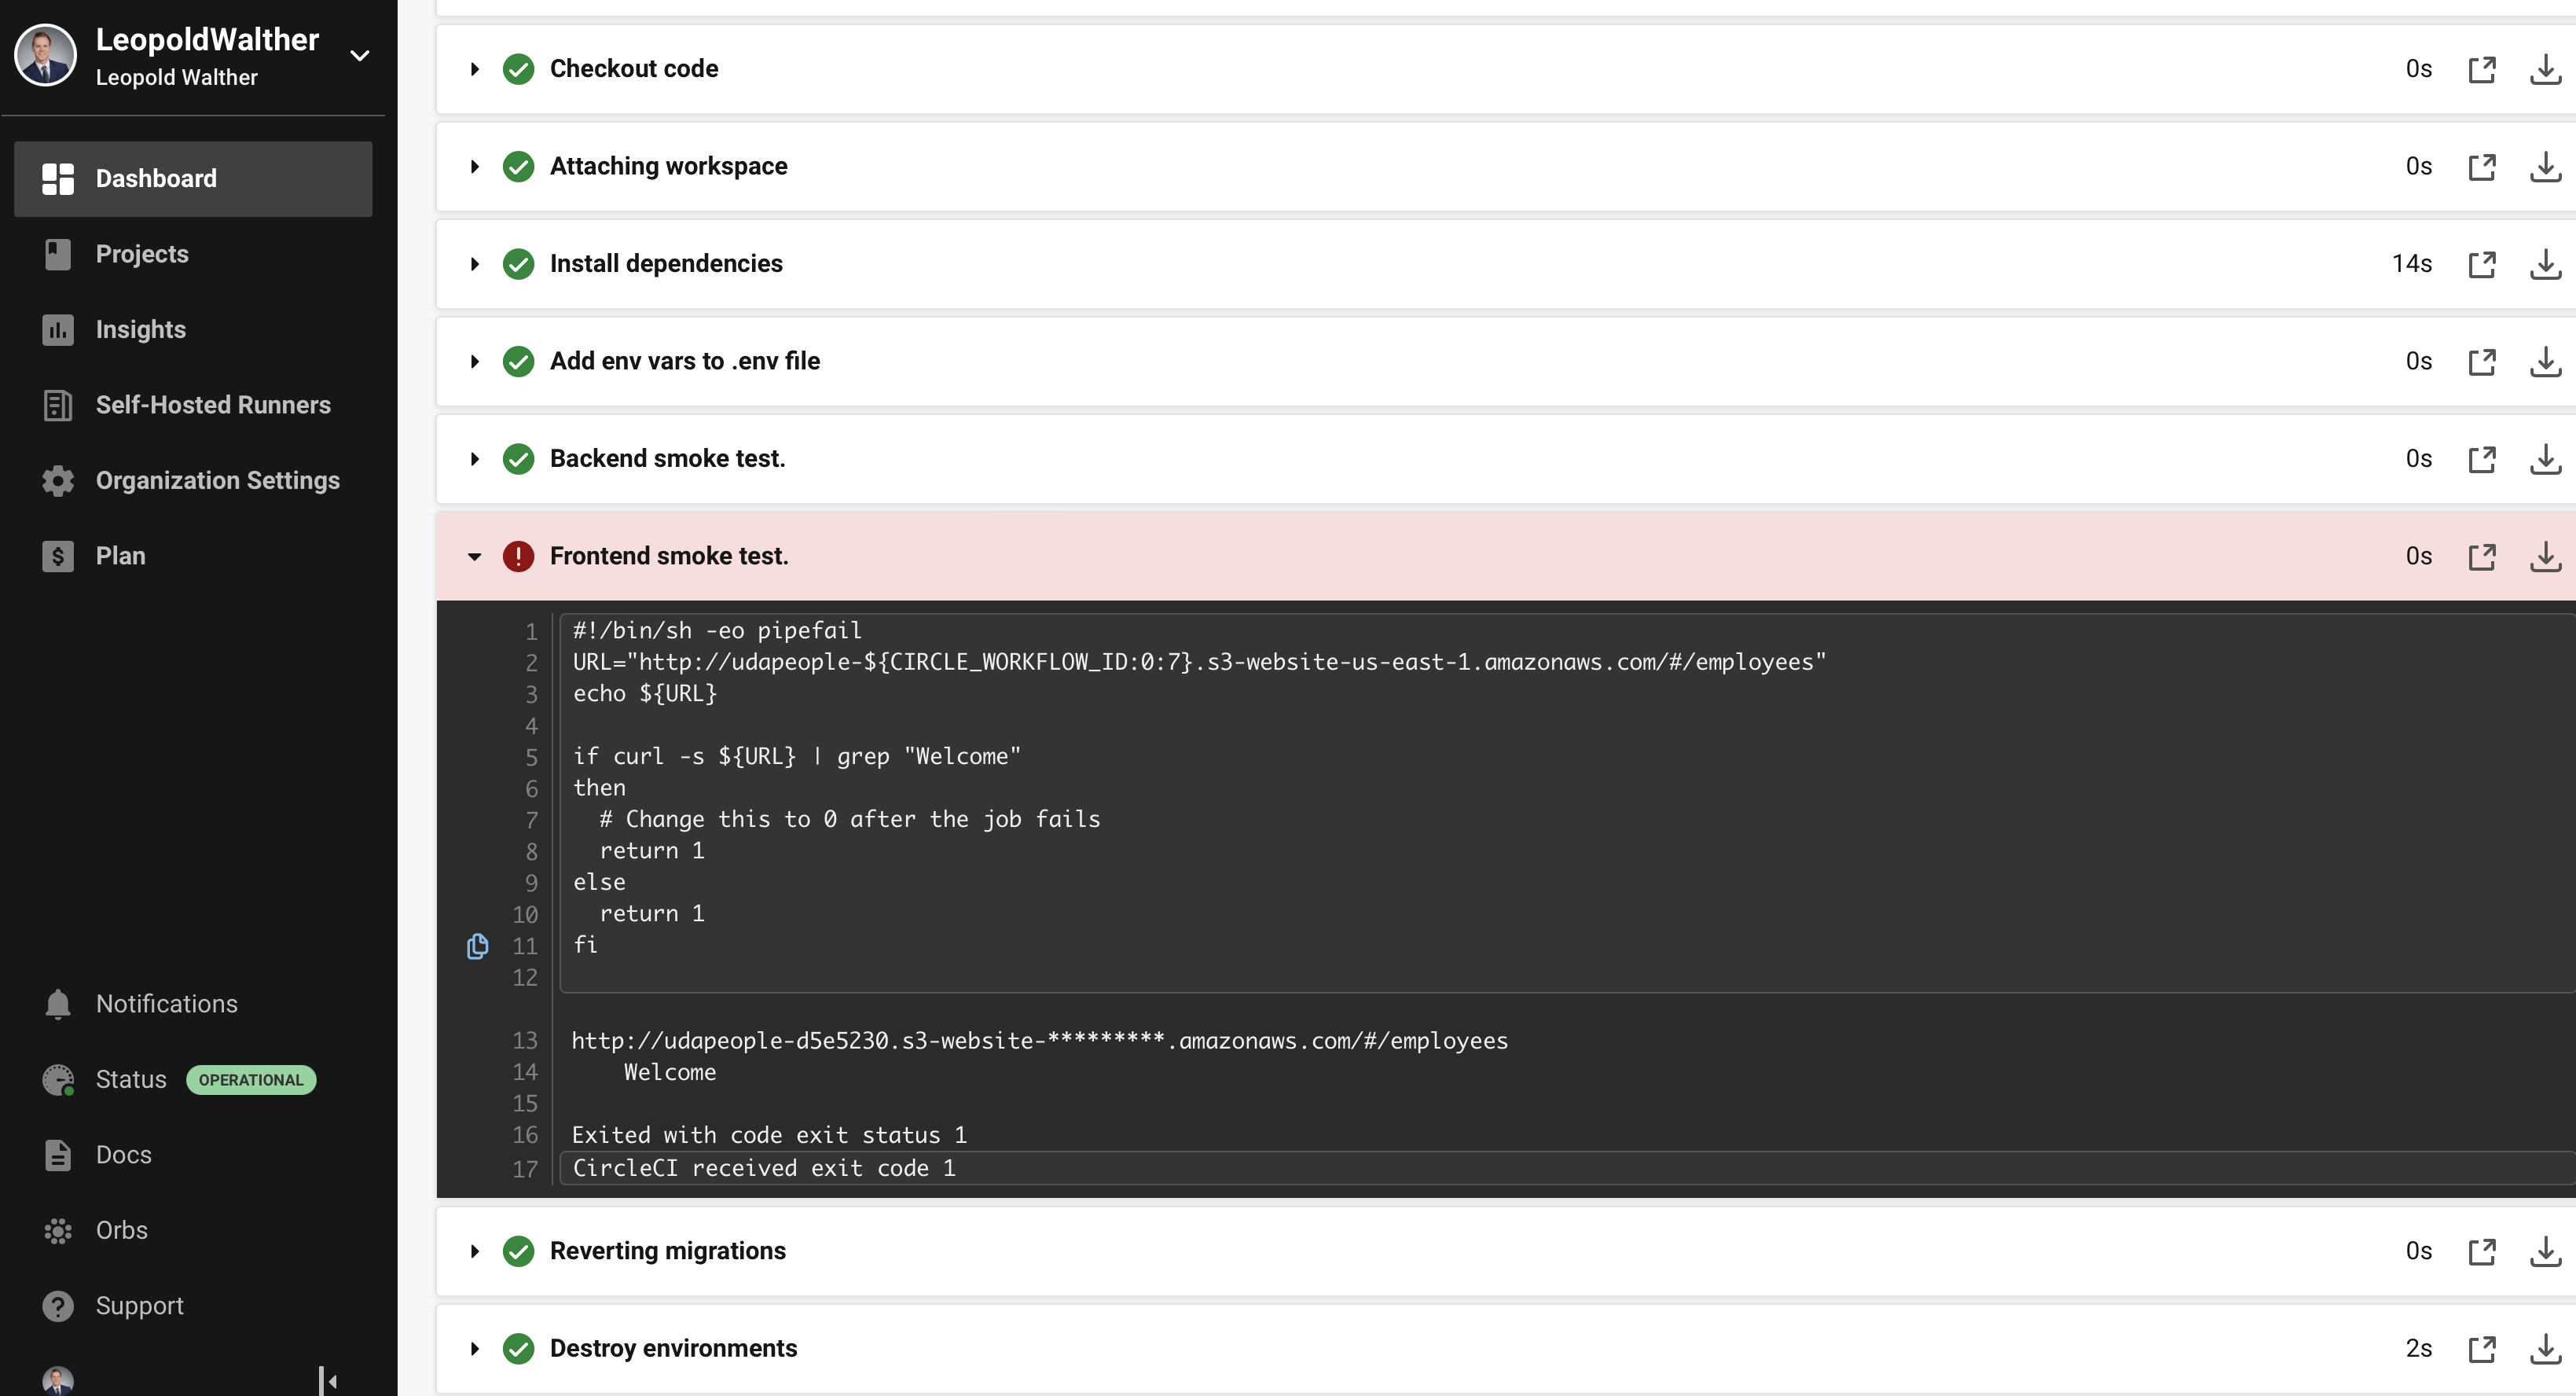 LeopoldWalther
Leopold Walther
Dashboard
Projects
Insights
Self-Hosted Runners
Organization Settings
Plan
Notifications
Status OPERATIONAL
Docs
Orbs
Support
Checkout code 0s
Attaching workspace 0s
Install dependencies 14s
Add env vars to .env file 0s
Backend smoke test. 0s
Frontend smoke test. 0s
1 #!/bin/sh -eo pipefail
2 URL="http://udapeople-${CIRCLE_WORKFLOW_ID:0:7}.s3-website-us-east-1.amazonaws.com/#/employees"
3 echo ${URL}
4
5 if curl -s ${URL} | grep "Welcome"
6 then
7   # Change this to 0 after the job fails
8   return 1
9 else
10   return 1
11 fi
12
13 http://udapeople-d5e5230.s3-website-*********.amazonaws.com/#/employees
14     Welcome
15
16 Exited with code exit status 1
17 CircleCI received exit code 1
Reverting migrations 0s
Destroy environments 2s